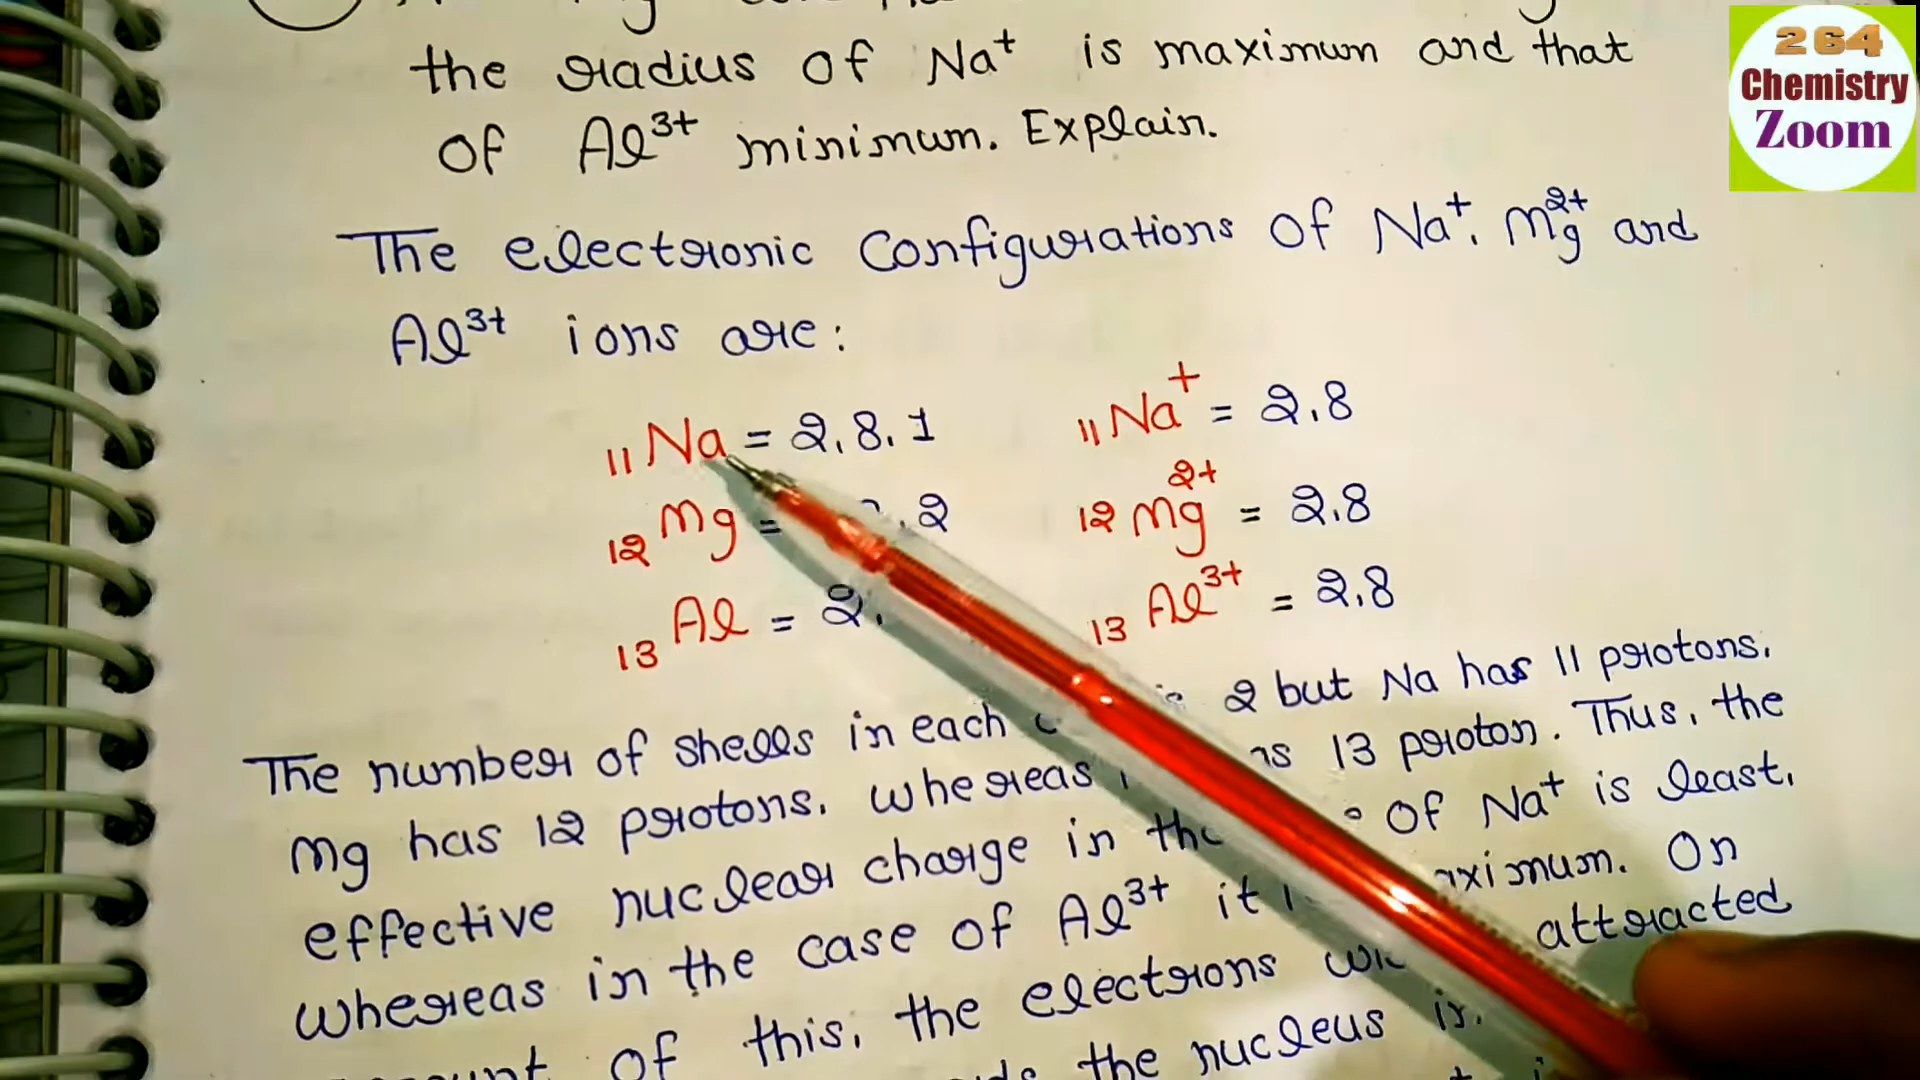 the radius of Na⁺ is maximum and that
of Al³⁺ minimum. Explain.
The electronic Configurations of Na⁺, Mg²⁺ and
Al³⁺ ions are:
₁₁Na = 2.8.1 ₁₁Na⁺ = 2.8
₁₂Mg = .2 ₁₂Mg²⁺ = 2.8
₁₃Al = 2. ₁₃Al³⁺ = 2.8
The number of shells in each 2 but Na has 11 protons.
Mg has 12 protons. Whereas 13 proton. Thus, the
effective nuclear charge in the of Na⁺ is least,
whereas in the case of Al³⁺ it maximum. On
of this, the electrons attracted
the nucleus
264
Chemistry
Zoom